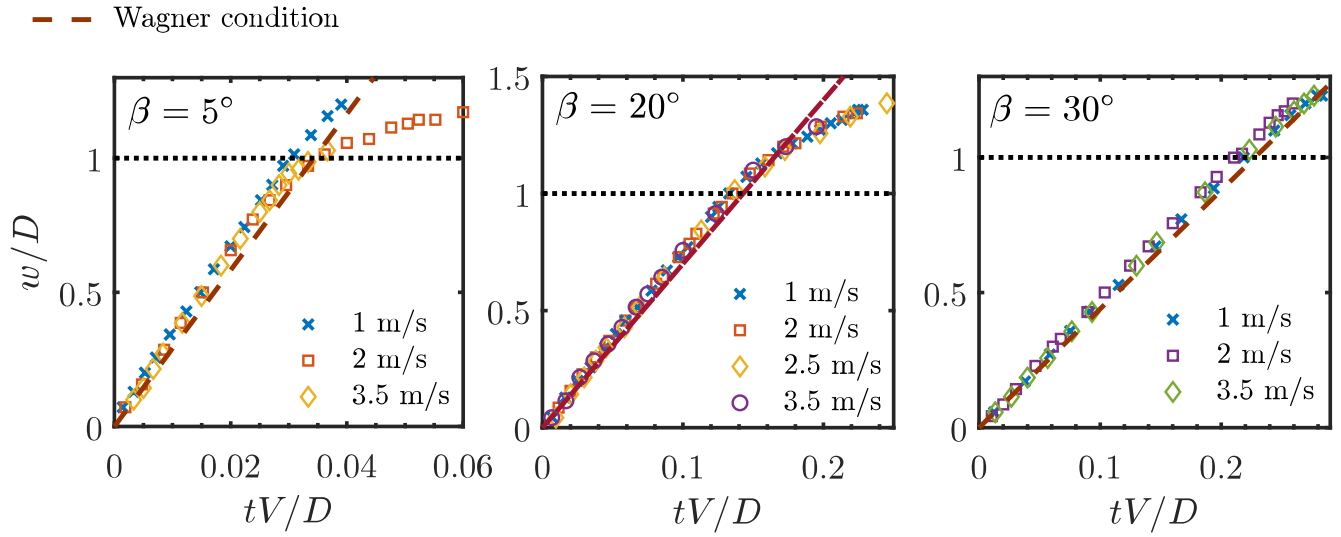 Wagner condition
β = 5°
1
0.5
0
w/D
1 m/s
2 m/s
3.5 m/s
0 0.02 0.04 0.06
tV/D
β = 20°
1.5
1
0.5
0
1 m/s
2 m/s
2.5 m/s
3.5 m/s
0 0.1 0.2
tV/D
β = 30°
1
0.5
0
1 m/s
2 m/s
3.5 m/s
0 0.1 0.2
tV/D